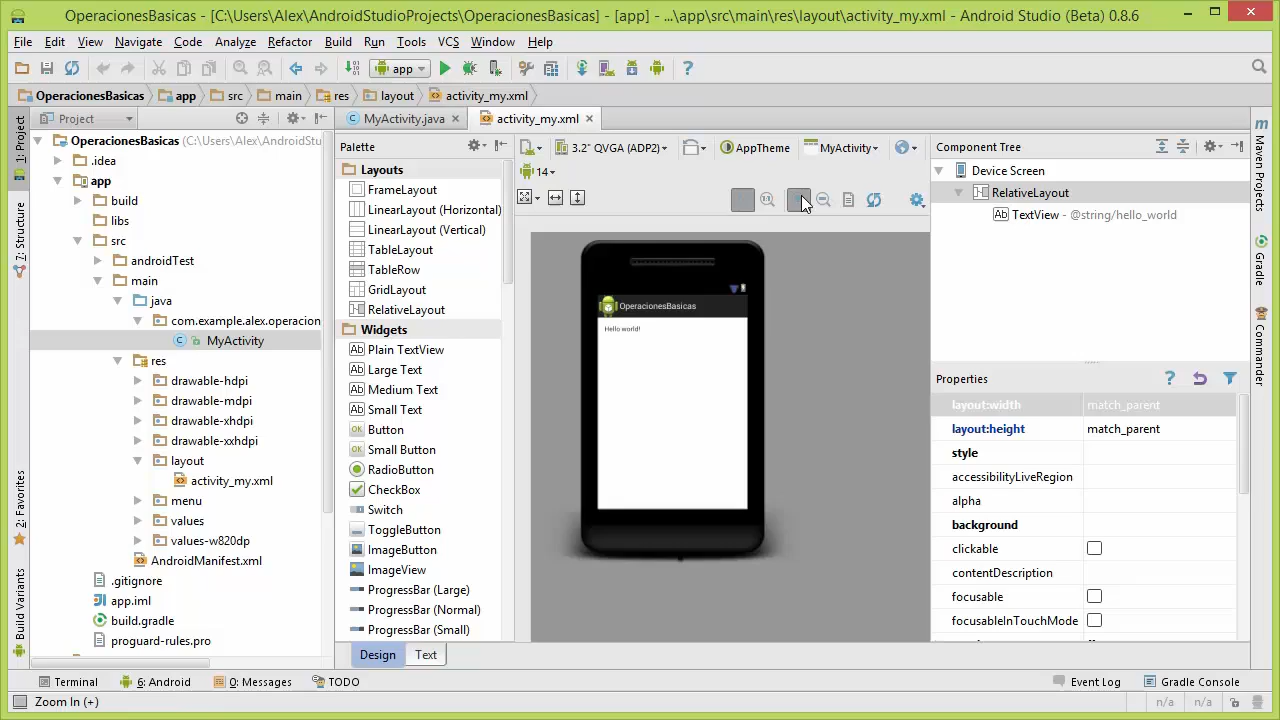 OperacionesBasicas - [C:\Users\Alex\AndroidStudioProjects\OperacionesBasicas] - [app] - ...\app\src\main\res\layout\activity_my.xml - Android Studio (Beta) 0.8.6
File Edit View Navigate Code Analyze Refactor Build Run Tools VCS Window Help
app
OperacionesBasicas app src main res layout activity_my.xml
1: Project
Z: Structure
2: Favorites
Build Variants
Project
OperacionesBasicas (C:\Users\Alex\AndroidStu
.idea
app
build
libs
src
androidTest
main
java
com.example.alex.operacion
MyActivity
res
drawable-hdpi
drawable-mdpi
drawable-xhdpi
drawable-xxhdpi
layout
activity_my.xml
menu
values
values-w820dp
AndroidManifest.xml
.gitignore
app.iml
build.gradle
proguard-rules.pro
MyActivity.java activity_my.xml
Palette
Layouts
FrameLayout
LinearLayout (Horizontal)
LinearLayout (Vertical)
TableLayout
TableRow
GridLayout
RelativeLayout
Widgets
Plain TextView
Large Text
Medium Text
Small Text
Button
Small Button
RadioButton
CheckBox
Switch
ToggleButton
ImageButton
ImageView
ProgressBar (Large)
ProgressBar (Normal)
ProgressBar (Small)
Design Text
3.2" QVGA (ADP2) AppTheme MyActivity
14
OperacionesBasicas
Hello world!
Component Tree
Device Screen
RelativeLayout
Ab TextView - @string/hello_world
Properties
layout:width match_parent
layout:height match_parent
style
accessibilityLiveRegion
alpha
background
clickable
contentDescription
focusable
focusableInTouchMode
Maven Projects
Gradle
Commander
Terminal 6: Android 0: Messages TODO Event Log Gradle Console
Zoom In (+) n/a n/a